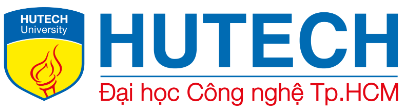 HUTECH
University
HUTECH
Đại học Công nghệ Tp.HCM